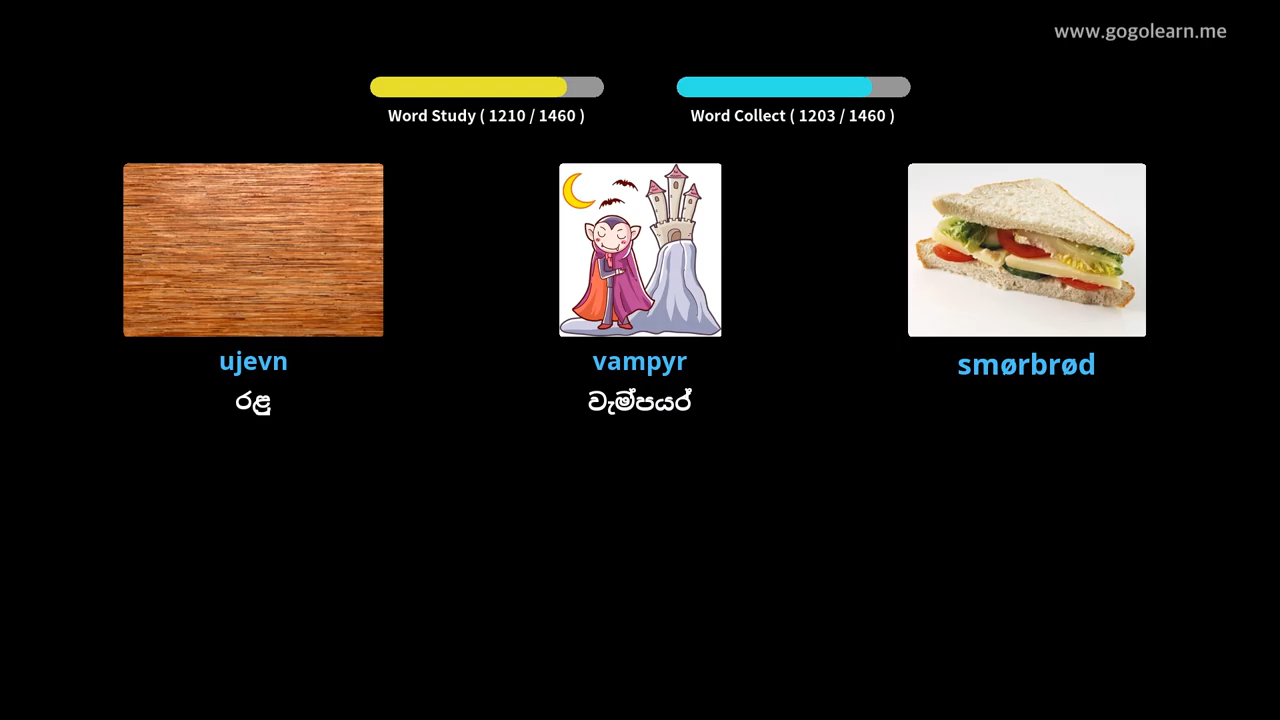 www.gogolearn.me
Word Study ( 1210 / 1460 )
Word Collect ( 1203 / 1460 )
ujevn
vampyr
smørbrød
රළු
වැම්පයර්